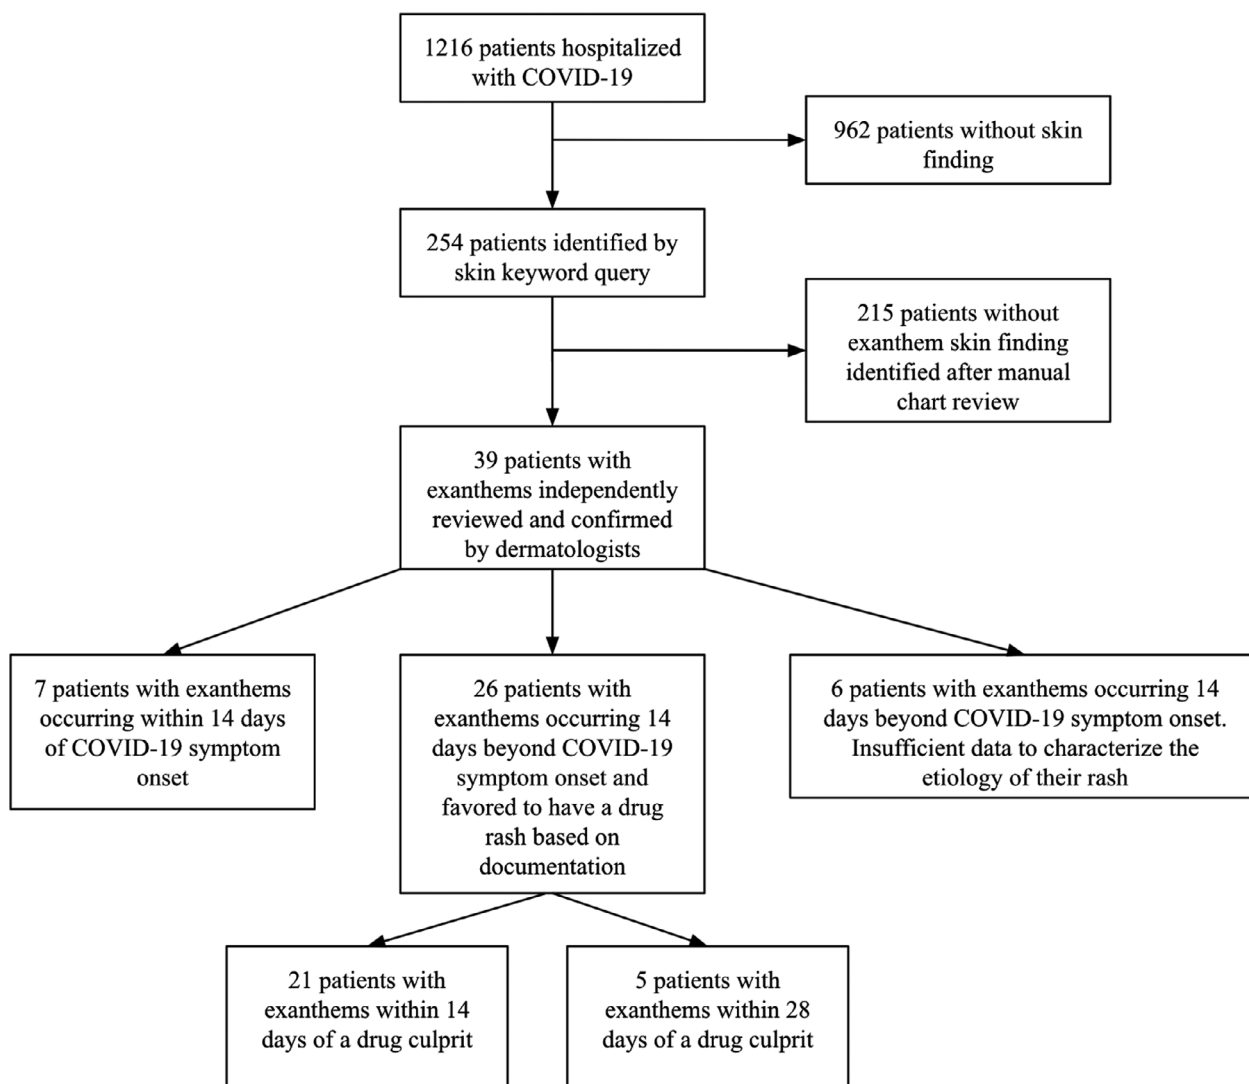 1216 patients hospitalized
with COVID-19
962 patients without skin
finding
254 patients identified by
skin keyword query
215 patients without
exanthem skin finding
identified after manual
chart review
39 patients with
exanthems independently
reviewed and confirmed
by dermatologists
7 patients with exanthems
occurring within 14 days
of COVID-19 symptom
onset
26 patients with
exanthems occurring 14
days beyond COVID-19
symptom onset and
favored to have a drug
rash based on
documentation
6 patients with exanthems occurring 14
days beyond COVID-19 symptom onset.
Insufficient data to characterize the
etiology of their rash
21 patients with
exanthems within 14
days of a drug culprit
5 patients with
exanthems within 28
days of a drug culprit